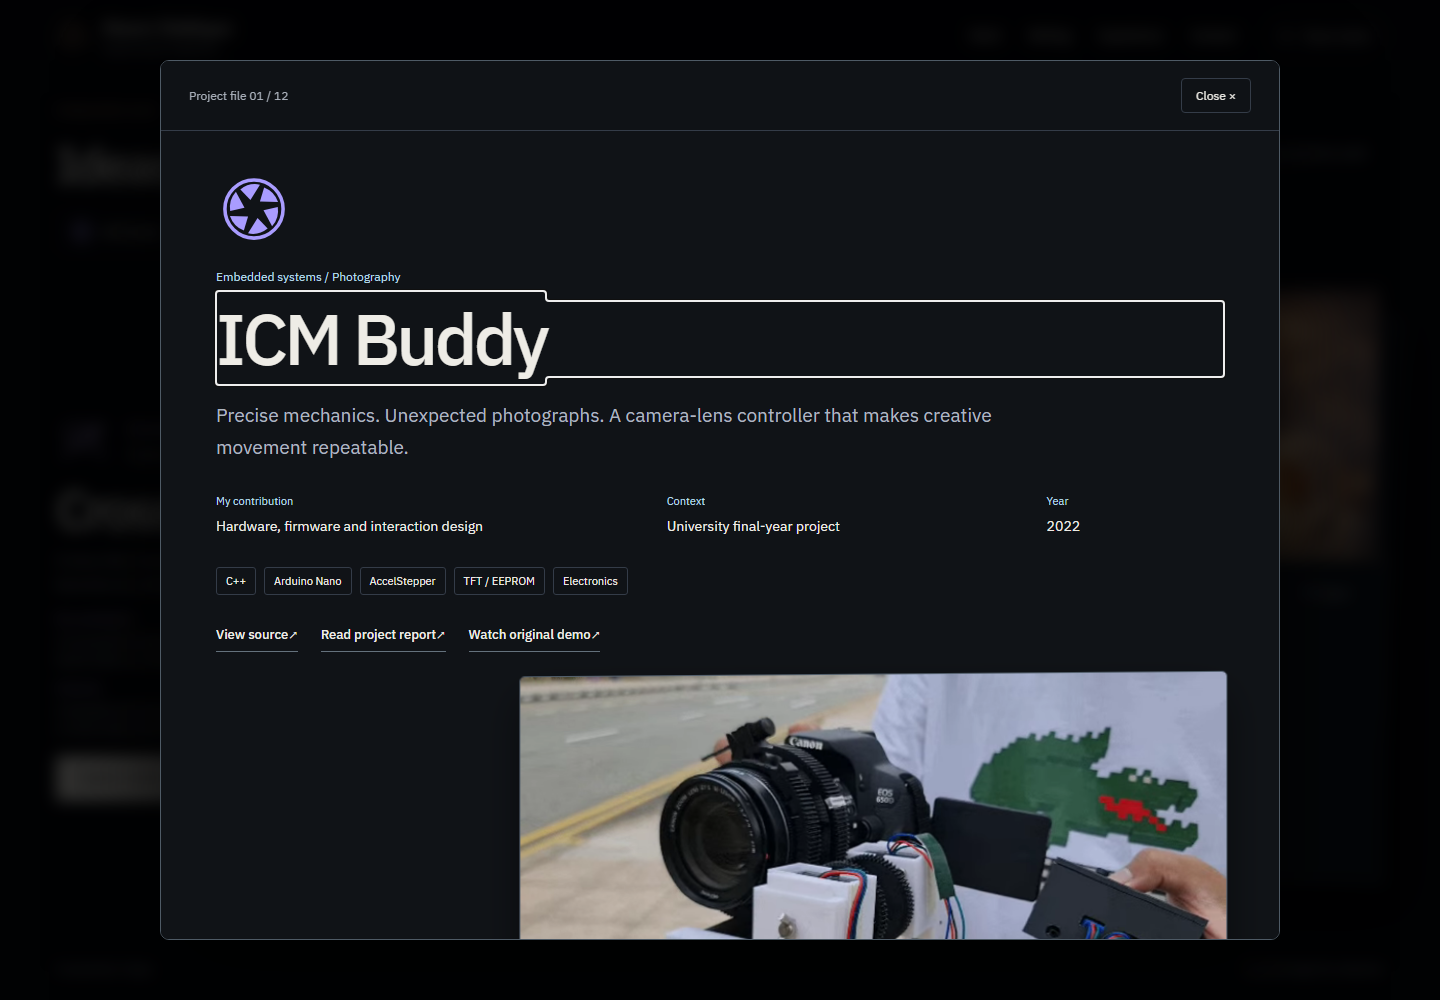 Project file 01 / 12
Close ×
Embedded systems / Photography
ICM Buddy
Precise mechanics. Unexpected photographs. A camera-lens controller that makes creative
movement repeatable.
My contribution
Context
Year
Hardware, firmware and interaction design
University final-year project
2022
C++
Arduino Nano
AccelStepper
TFT / EEPROM
Electronics
View source↗
Read project report↗
Watch original demo↗
Canon
EOS
650D